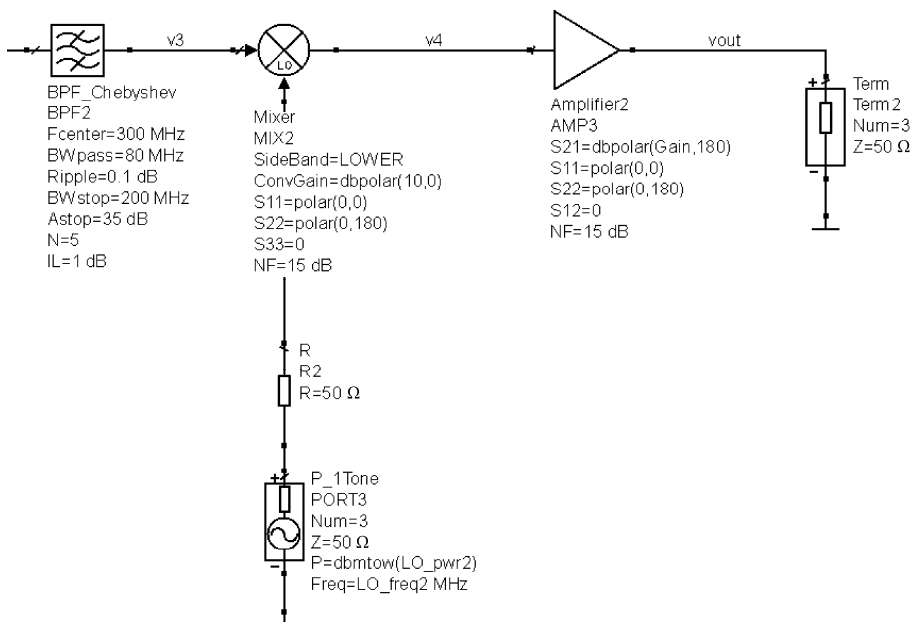 v3
v4
vout
LO
BPF_Chebyshev
BPF2
Fcenter=300 MHz
BWpass=80 MHz
Ripple=0.1 dB
BWstop=200 MHz
Astop=35 dB
N=5
IL=1 dB
Mixer
MIX2
SideBand=LOWER
ConvGain=dbpolar(10,0)
S11=polar(0,0)
S22=polar(0,180)
S33=0
NF=15 dB
Amplifier2
AMP3
S21=dbpolar(Gain,180)
S11=polar(0,0)
S22=polar(0,180)
S12=0
NF=15 dB
+
Term
Term2
Num=3
Z=50 Ω
-
R
R2
R=50 Ω
+
P_1Tone
PORT3
Num=3
Z=50 Ω
P=dbmtow(LO_pwr2)
Freq=LO_freq2 MHz
-